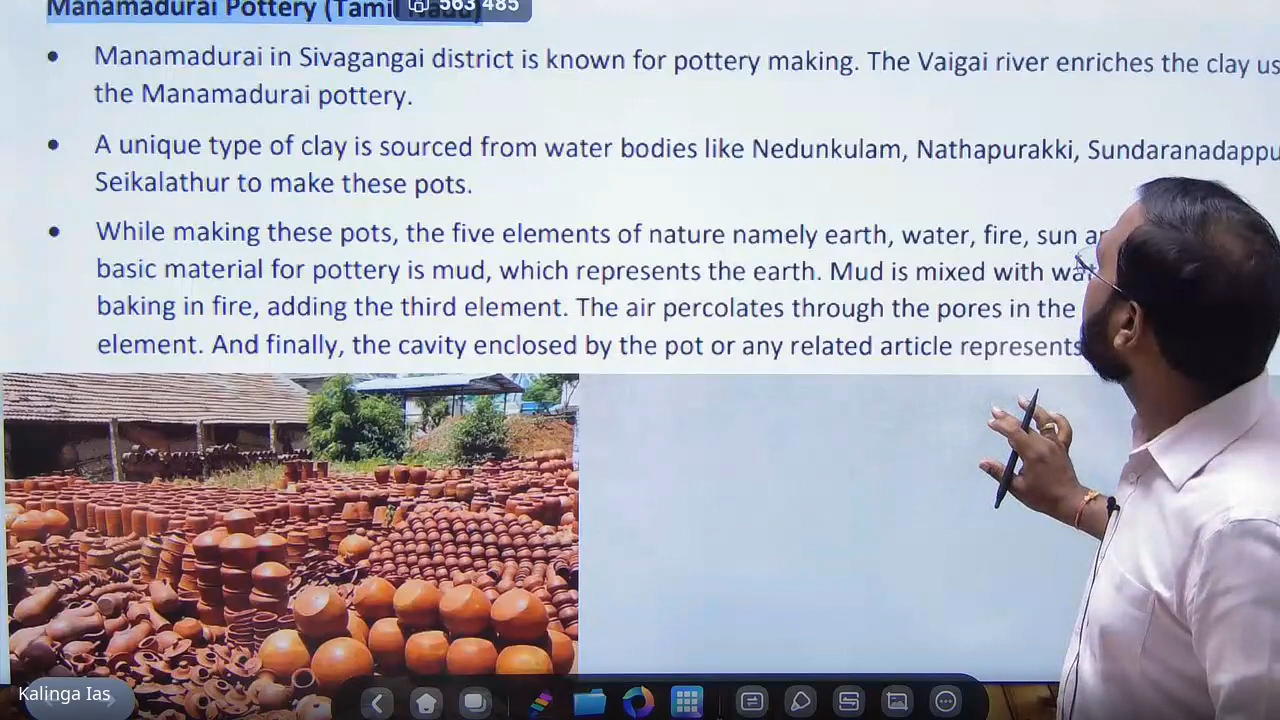 Manamadurai Pottery (Tamil Nadu)
563 485
Manamadurai in Sivagangai district is known for pottery making. The Vaigai river enriches the clay us
the Manamadurai pottery.
A unique type of clay is sourced from water bodies like Nedunkulam, Nathapurakki, Sundaranadappu
Seikalathur to make these pots.
While making these pots, the five elements of nature namely earth, water, fire, sun
basic material for pottery is mud, which represents the earth. Mud is mixed with
baking in fire, adding the third element. The air percolates through the pores in the
element. And finally, the cavity enclosed by the pot or any related article represents
Kalinga Ias